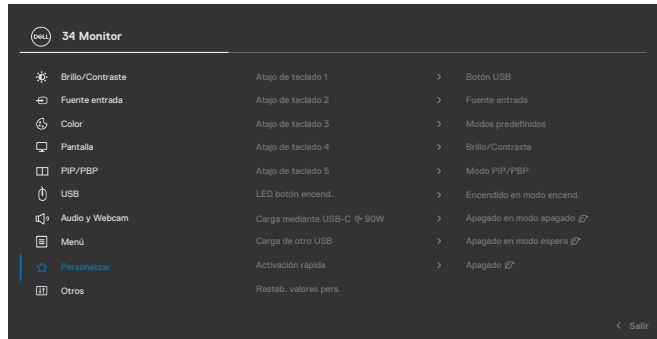 DELL 34 Monitor
Brillo/Contraste Atajo de teclado 1 > Botón USB
Fuente entrada Atajo de teclado 2 > Fuente entrada
Color Atajo de teclado 3 > Modos predefinidos
Pantalla Atajo de teclado 4 > Brillo/Contraste
PIP/PBP Atajo de teclado 5 > Modo PIP/PBP
USB LED botón encend. > Encendido en modo encend.
Audio y Webcam Carga mediante USB-C 90W > Apagado en modo apagado
Menú Carga de otro USB > Apagado en modo espera
Personalizar Activación rápida > Apagado
Otros Restab. valores pers.
< Salir